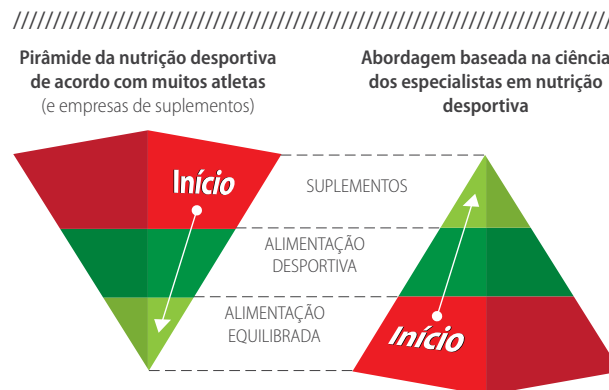 Pirâmide da nutrição desportiva
de acordo com muitos atletas
(e empresas de suplementos)
Abordagem baseada na ciência
dos especialistas em nutrição
desportiva
Início
SUPLEMENTOS
ALIMENTAÇÃO
DESPORTIVA
ALIMENTAÇÃO
EQUILIBRADA
Início